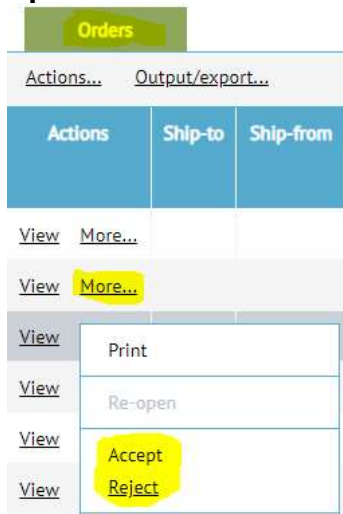 Orders
Actions... Output/export...
Actions Ship-to Ship-from
View More...
View More...
View
Print
View
Re-open
View
Accept
View
Reject